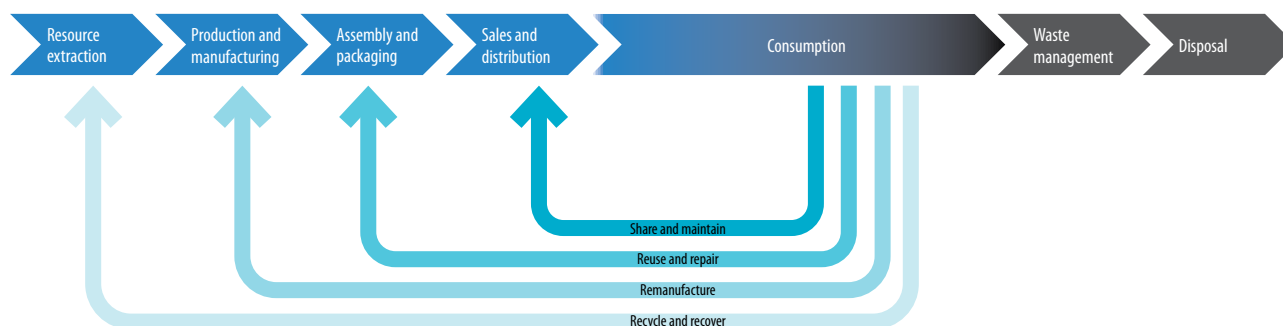 Resource
extraction
Production and
manufacturing
Assembly and
packaging
Sales and
distribution
Consumption
Waste
management
Disposal
Share and maintain
Reuse and repair
Remanufacture
Recycle and recover